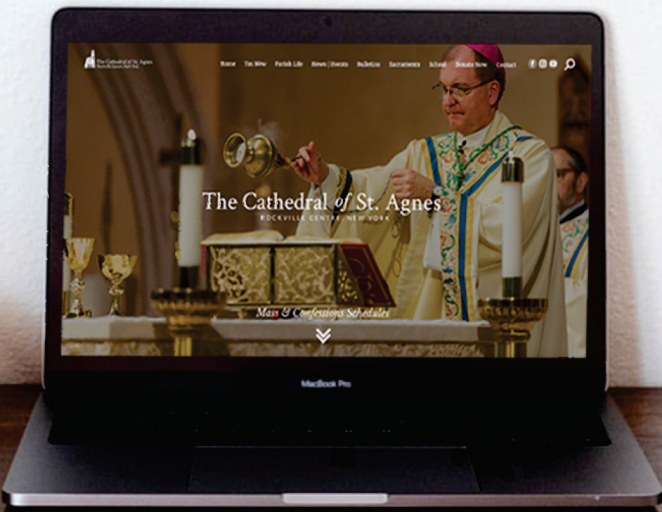 The Cathedral of St. Agnes
Home I'm New Parish Life News | Events Bulletins Sacraments School Donate Now Contact
The Cathedral of St. Agnes
ROCKVILLE CENTRE, NEW YORK
Mass & Confessions Schedules
MacBook Pro